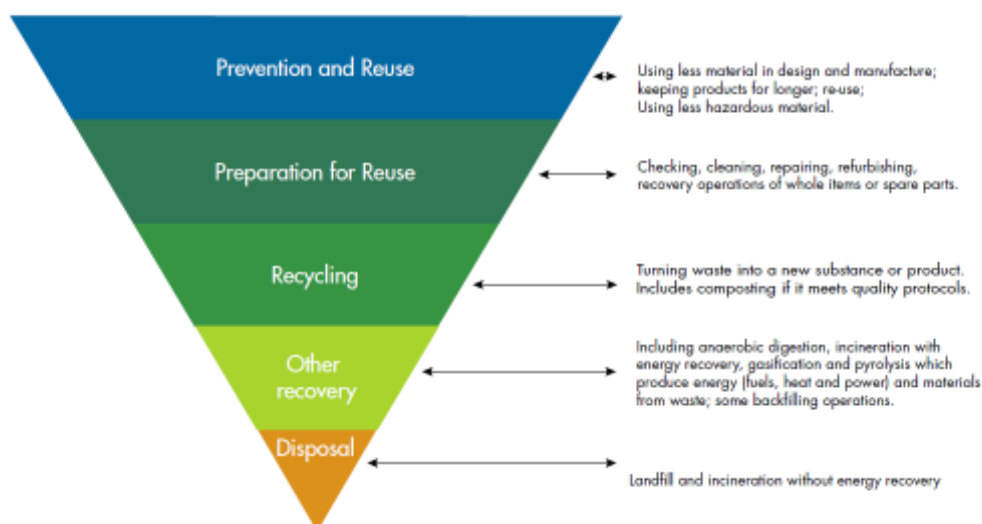 Prevention and Reuse
Using less material in design and manufacture;
keeping products for longer; re-use;
Using less hazardous material.
Preparation for Reuse
Checking, cleaning, repairing, refurbishing,
recovery operations of whole items or spare parts.
Recycling
Turning waste into a new substance or product.
Includes composting if it meets quality protocols.
Other
recovery
Including anaerobic digestion, incineration with
energy recovery, gasification and pyrolysis which
produce energy (fuels, heat and power) and materials
from waste; some backfilling operations.
Disposal
Landfill and incineration without energy recovery